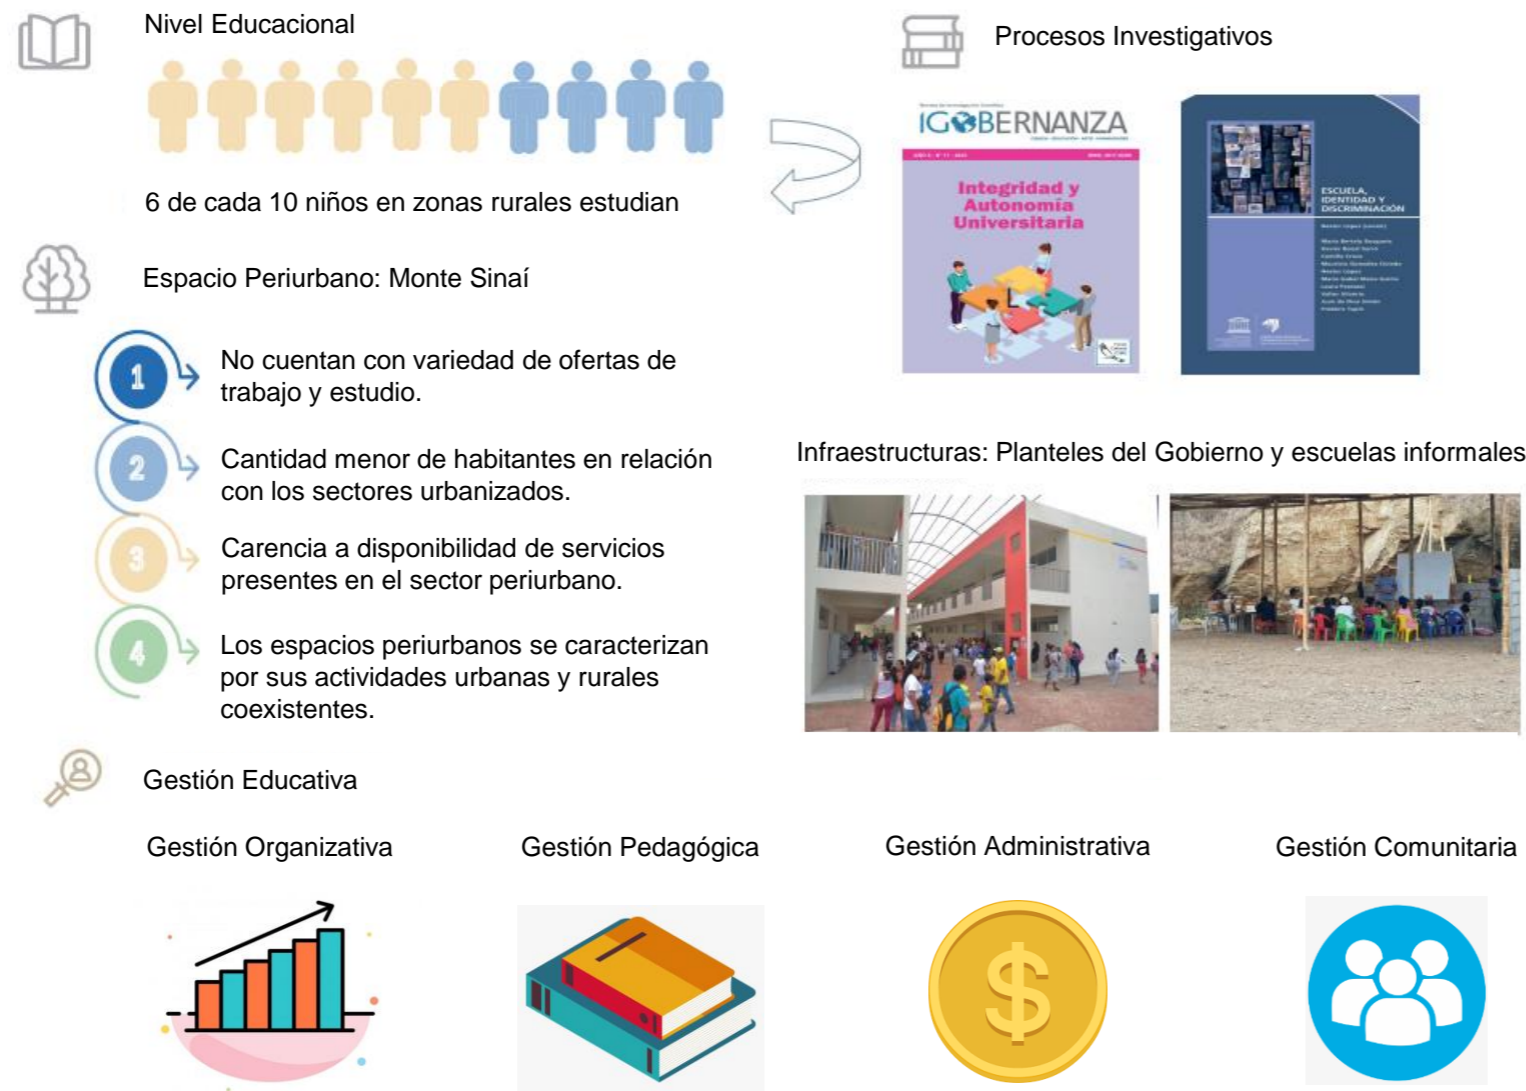 Nivel Educacional
6 de cada 10 niños en zonas rurales estudian
Espacio Periurbano: Monte Sinaí
1
No cuentan con variedad de ofertas de
trabajo y estudio.
2
Cantidad menor de habitantes en relación
con los sectores urbanizados.
3
Carencia a disponibilidad de servicios
presentes en el sector periurbano.
4
Los espacios periurbanos se caracterizan
por sus actividades urbanas y rurales
coexistentes.
Procesos Investigativos
IGOBERNANZA
Integridad y
Autonomía
Universitaria
ESCUELA,
IDENTIDAD Y
DISCRIMINACIÓN
Infraestructuras: Planteles del Gobierno y escuelas informales
Gestión Educativa
Gestión Organizativa
Gestión Pedagógica
Gestión Administrativa
Gestión Comunitaria
$